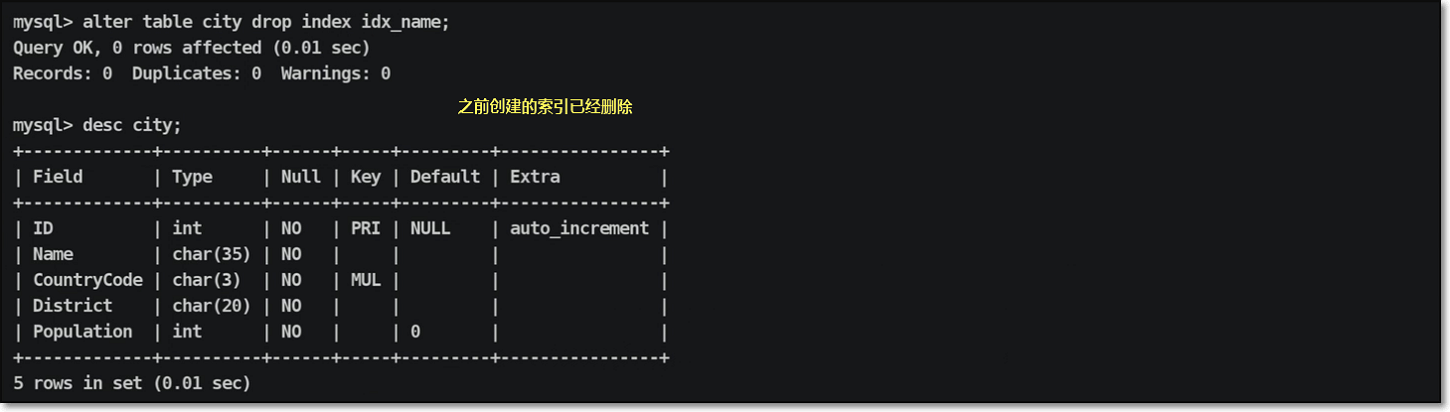 mysql> alter table city drop index idx_name;
Query OK, 0 rows affected (0.01 sec)
Records: 0  Duplicates: 0  Warnings: 0
之前创建的索引已经删除
mysql> desc city;
+-------------+----------+------+-----+---------+----------------+
| Field       | Type     | Null | Key | Default | Extra          |
+-------------+----------+------+-----+---------+----------------+
| ID          | int      | NO   | PRI | NULL    | auto_increment |
| Name        | char(35) | NO   |     |         |                |
| CountryCode | char(3)  | NO   | MUL |         |                |
| District    | char(20) | NO   |     |         |                |
| Population  | int      | NO   |     | 0       |                |
+-------------+----------+------+-----+---------+----------------+
5 rows in set (0.01 sec)